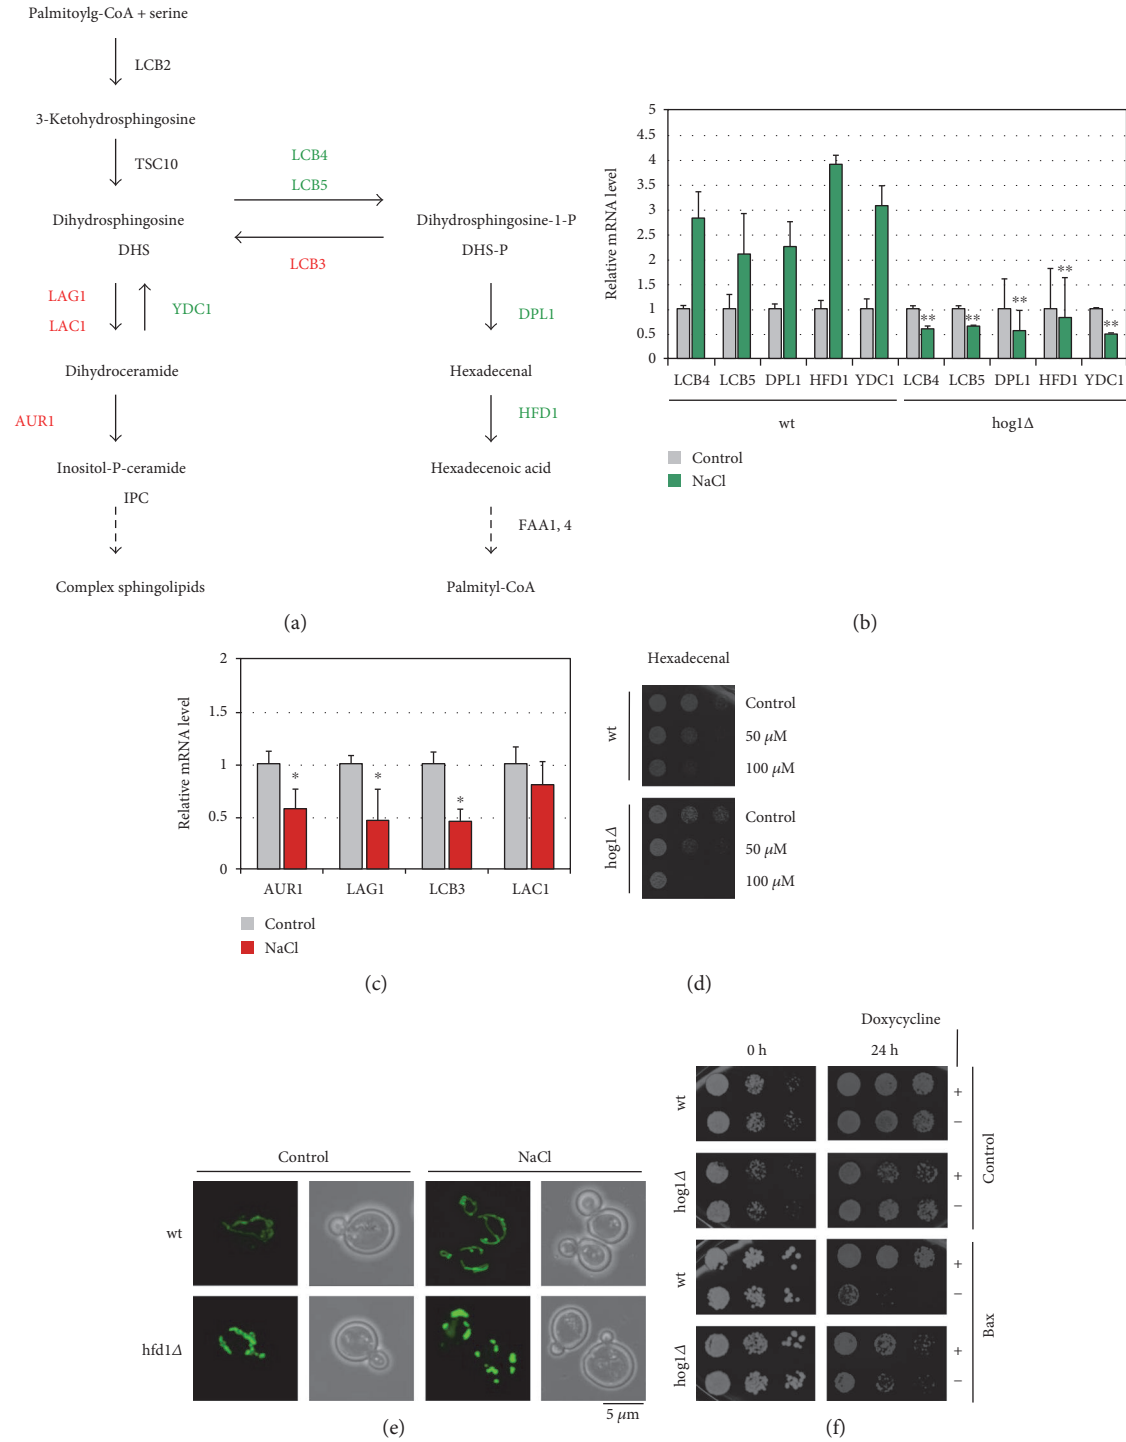 Palmitoylg-CoA + serine
LCB2
3-Ketohydrosphingosine
TSC10
LCB4
LCB5
Dihydrosphingosine
DHS
Dihydrosphingosine-1-P
DHS-P
LCB3
LAG1
LAC1
YDC1
DPL1
Dihydroceramide
Hexadecenal
AUR1
HFD1
Inositol-P-ceramide
IPC
Hexadecenoic acid
FAA1, 4
Complex sphingolipids
Palmityl-CoA
(a)
Relative mRNA level
5
4.5
4
3.5
3
2.5
2
1.5
1
0.5
0
** ** ** ** **
LCB4 LCB5 DPL1 HFD1 YDC1 LCB4 LCB5 DPL1 HFD1 YDC1
wt hog1Δ
Control
NaCl
(b)
Relative mRNA level
2
1.5
1
0.5
0
* * *
AUR1 LAG1 LCB3 LAC1
Control
NaCl
(c)
Hexadecenal
wt
Control
50 μM
100 μM
hog1Δ
Control
50 μM
100 μM
(d)
Control NaCl
wt
hfd1Δ
5 μm
(e)
Doxycycline
0 h 24 h
wt
+
−
hog1Δ
+
−
Control
wt
+
−
hog1Δ
+
−
Bax
(f)